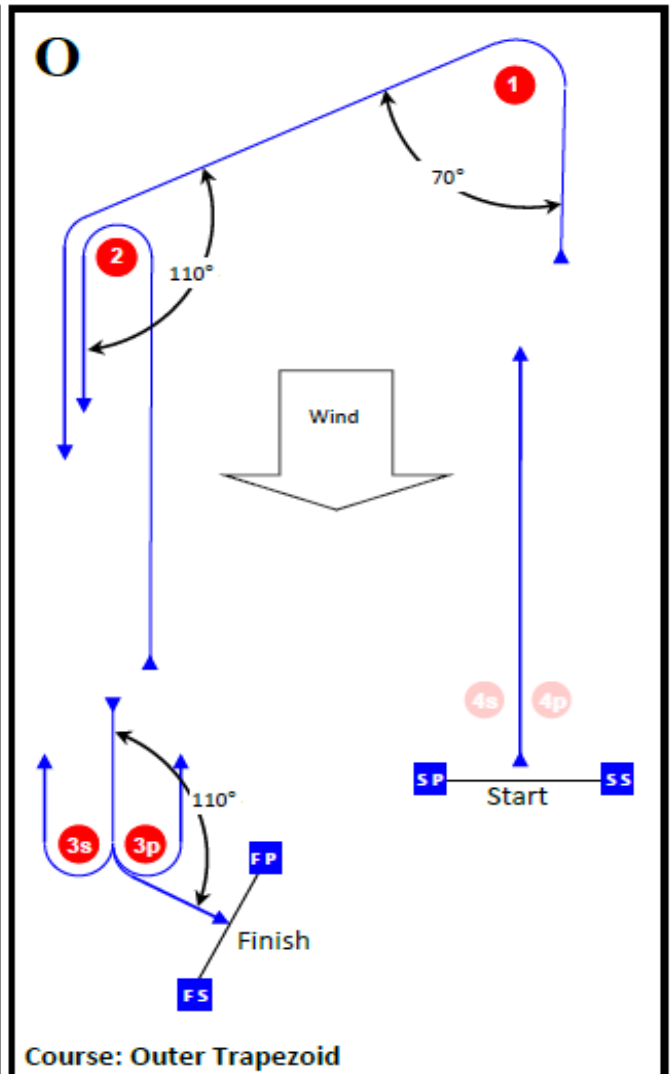 O
1
70°
2
110°
Wind
4s 4p
SP SS
Start
110°
3s 3p
FP
Finish
FS
Course: Outer Trapezoid